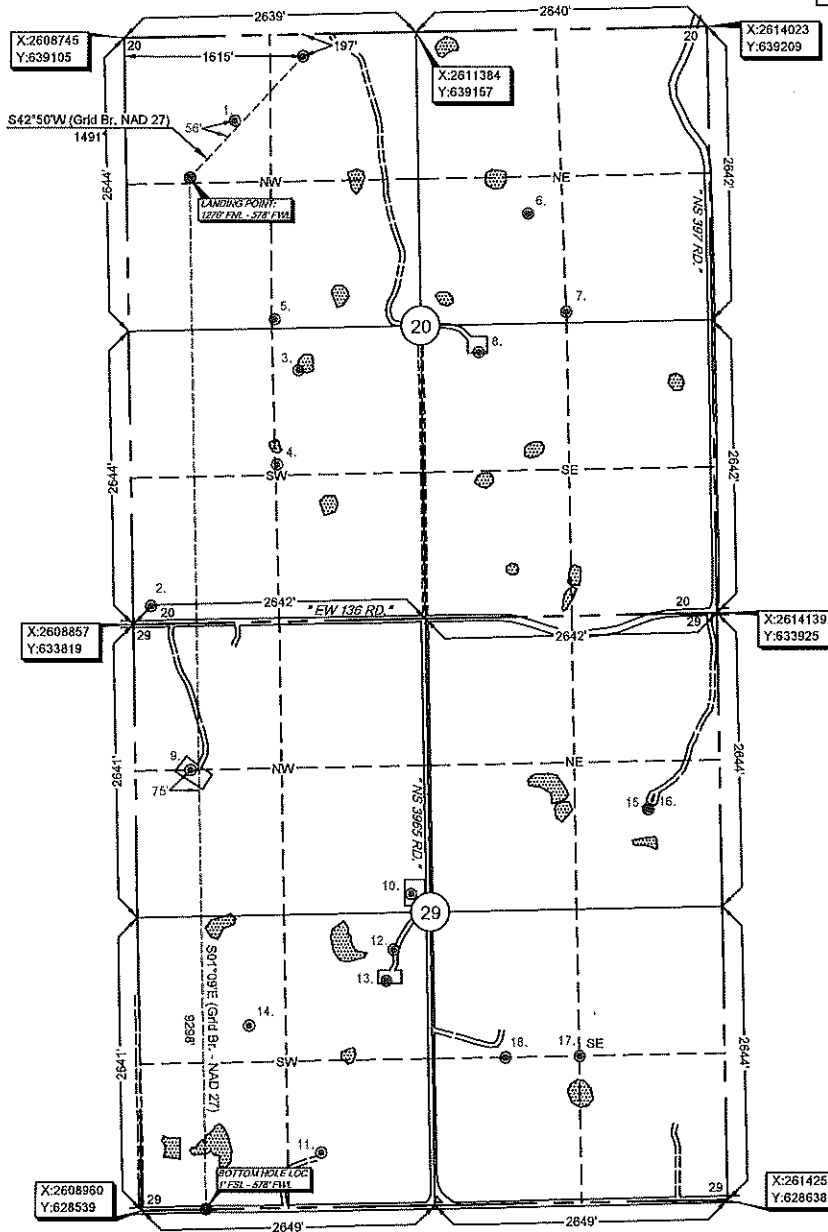 2639'
2640'
X:2608745
Y:639105
20
1615'
197'
20
X:2614023
Y:639209
X:2611384
Y:639157
S42°50'W (Grid Br. NAD 27)
1491'
1.
56'
2644'
NW
NE
2642'
LANDING POINT:
1278' FNL - 578' FWL
6.
"NS 397 RD."
5.
7.
20
8.
3.
4.
2644'
SW
SE
2642'
2.
2642'
"EW 136 RD."
20
20
29
2642'
29
X:2608857
Y:633819
X:2614139
Y:633925
9.
NW
NE
75'
2641'
"NS 3965 RD."
2644'
15.
16.
10.
29
12.
13.
S01°09'E (Grid Br. - NAD 27)
9298'
14.
18.
17.
SE
2641'
SW
2644'
11.
BOTTOM HOLE LOC:
1' FSL - 578' FWL
X:2608960
Y:628539
29
29
X:261425
Y:628638
2649'
2649'